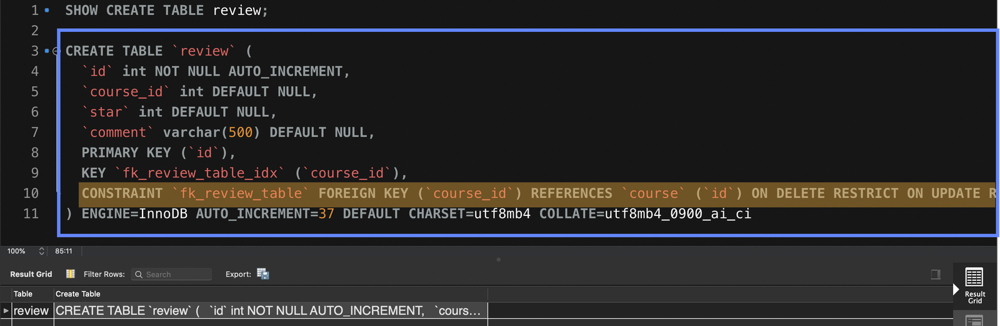 1 SHOW CREATE TABLE review;
2
3 CREATE TABLE `review` (
4 `id` int NOT NULL AUTO_INCREMENT,
5 `course_id` int DEFAULT NULL,
6 `star` int DEFAULT NULL,
7 `comment` varchar(500) DEFAULT NULL,
8 PRIMARY KEY (`id`),
9 KEY `fk_review_table_idx` (`course_id`),
10 CONSTRAINT `fk_review_table` FOREIGN KEY (`course_id`) REFERENCES `course` (`id`) ON DELETE RESTRICT ON UPDATE R
11 ) ENGINE=InnoDB AUTO_INCREMENT=37 DEFAULT CHARSET=utf8mb4 COLLATE=utf8mb4_0900_ai_ci
100% 85:11
Result Grid Filter Rows: Search Export:
Table Create Table
review CREATE TABLE `review` ( `id` int NOT NULL AUTO_INCREMENT, `cours...
Result
Grid